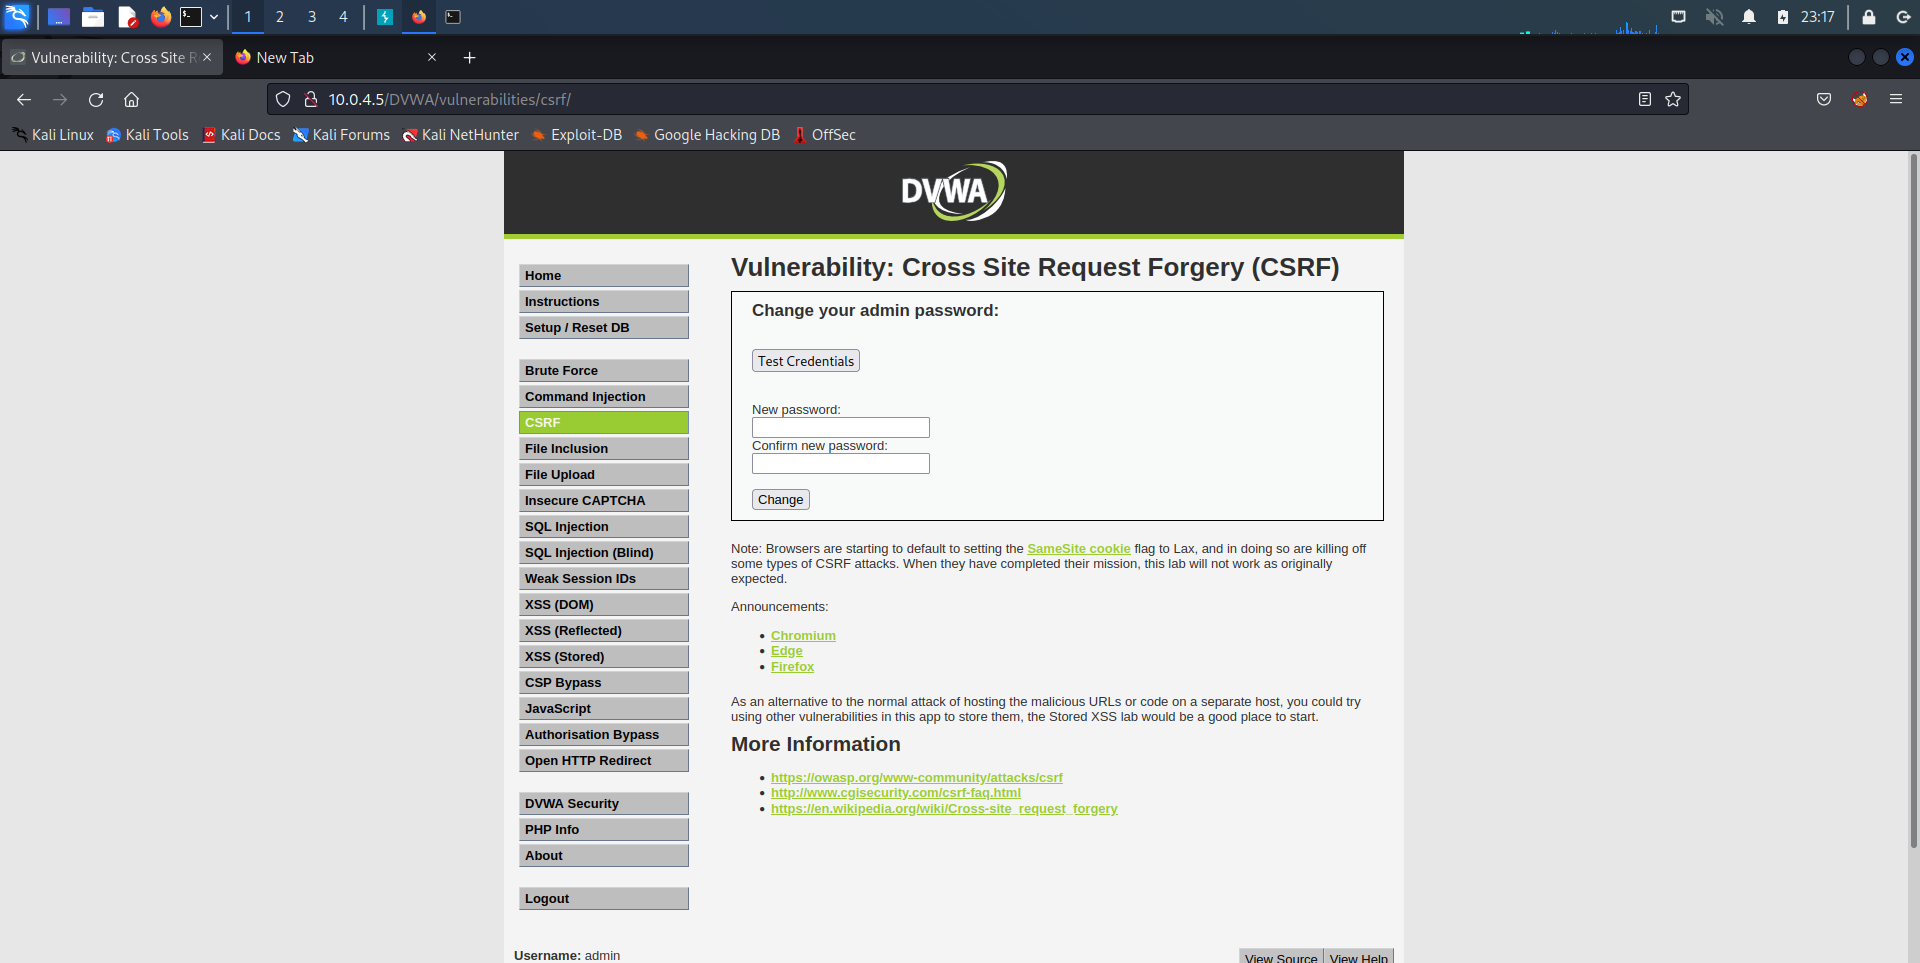 1 2 3 4 23:17
Vulnerability: Cross Site R New Tab
10.0.4.5/DVWA/vulnerabilities/csrf/
Kali Linux Kali Tools Kali Docs Kali Forums Kali NetHunter Exploit-DB Google Hacking DB OffSec
DVWA
Home
Instructions
Setup / Reset DB
Brute Force
Command Injection
CSRF
File Inclusion
File Upload
Insecure CAPTCHA
SQL Injection
SQL Injection (Blind)
Weak Session IDs
XSS (DOM)
XSS (Reflected)
XSS (Stored)
CSP Bypass
JavaScript
Authorisation Bypass
Open HTTP Redirect
DVWA Security
PHP Info
About
Logout
Vulnerability: Cross Site Request Forgery (CSRF)
Change your admin password:
Test Credentials
New password:
Confirm new password:
Change
Note: Browsers are starting to default to setting the SameSite cookie flag to Lax, and in doing so are killing off
some types of CSRF attacks. When they have completed their mission, this lab will not work as originally
expected.
Announcements:
• Chromium
• Edge
• Firefox
As an alternative to the normal attack of hosting the malicious URLs or code on a separate host, you could try
using other vulnerabilities in this app to store them, the Stored XSS lab would be a good place to start.
More Information
• https://owasp.org/www-community/attacks/csrf
• http://www.cgisecurity.com/csrf-faq.html
• https://en.wikipedia.org/wiki/Cross-site_request_forgery
Username: admin
View Source View Help